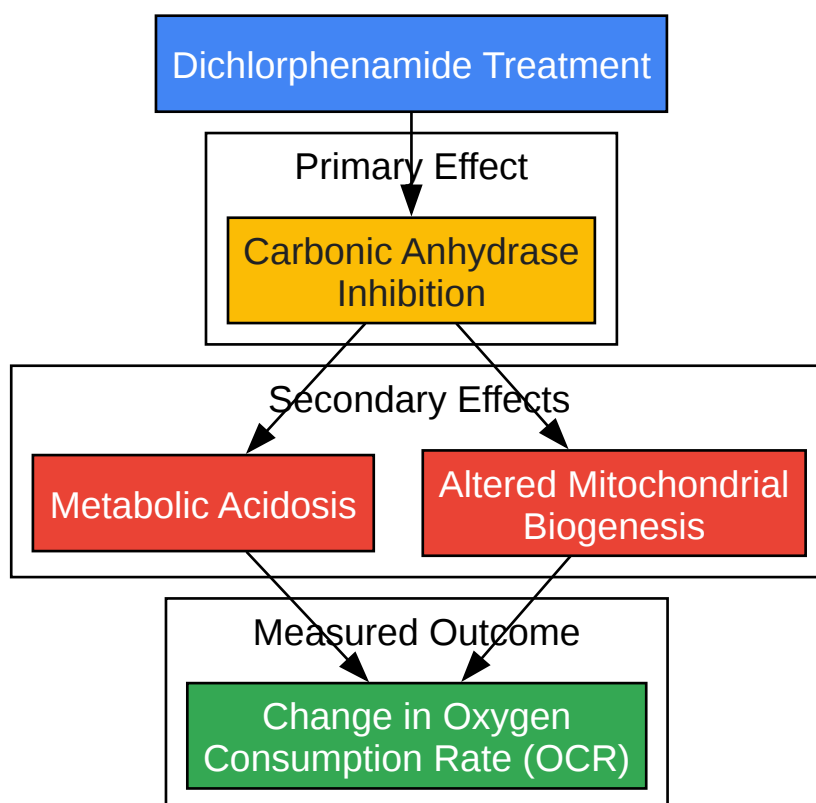 Dichlorphenamide Treatment
Primary Effect
Carbonic Anhydrase
Inhibition
Secondary Effects
Metabolic Acidosis
Altered Mitochondrial
Biogenesis
Measured Outcome
Change in Oxygen
Consumption Rate (OCR)